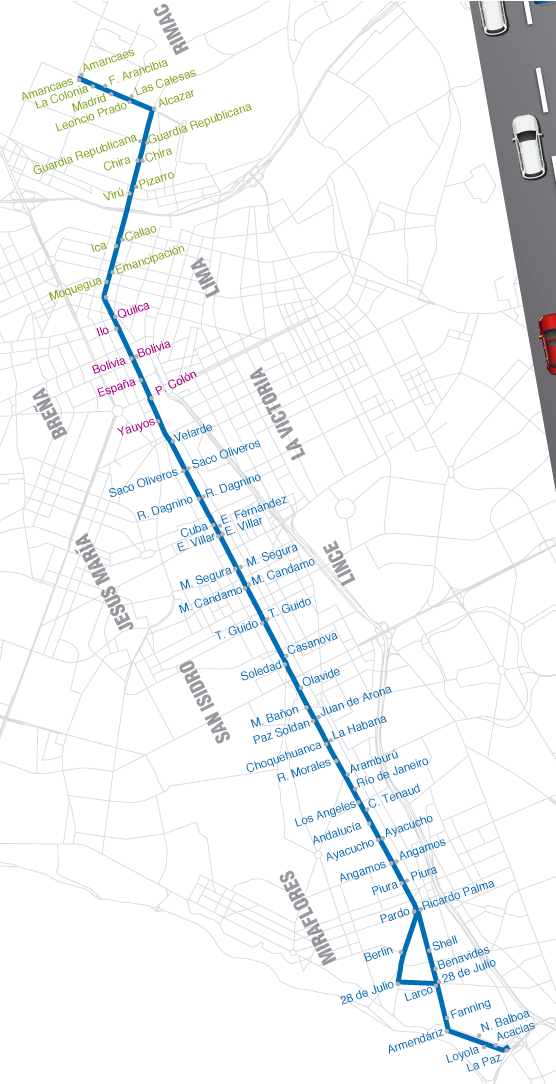 RIMAC
Amancaes
Amancaes
F. Arancibia
La Colonia
Las Calesas
Madrid
Leoncio Prado
Alcazar
Guardia Republicana
Guardia Republicana
Chira
Chira
Pizarro
Virú
Callao
Ica
Emancipación
LIMA
Moquegua
Quilca
Ilo
Bolivia
Bolivia
España
P. Colón
LA VICTORIA
BREÑA
Yauyos
Velarde
Saco Oliveros
Saco Oliveros
R. Dagnino
R. Dagnino
E. Fernández
Cuba
E. Villar
E. Villar
JESUS MARÍA
LINCE
M. Segura
M. Segura
M. Candamo
M. Candamo
T. Guido
T. Guido
Casanova
Soledad
Olavide
SAN ISIDRO
Juan de Arona
M. Bañon
Paz Soldan
La Habana
Choquehuanca
R. Morales
Aramburú
Río de Janeiro
C. Tenaud
Los Angeles
Andalucía
Ayacucho
Ayacucho
Angamos
Angamos
Piura
Piura
Ricardo Palma
Pardo
MIRAFLORES
Shell
Berlin
Benavides
28 de Julio
28 de Julio
Larco
Fanning
N. Balboa
Acacias
Armendáriz
Loyola
La Paz